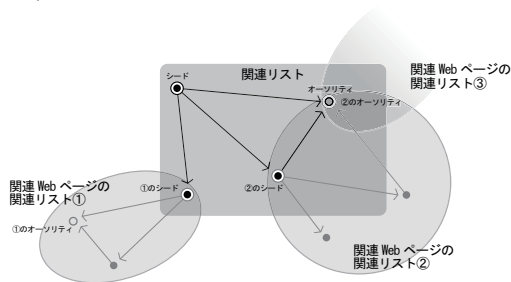 関連リスト
シード
オーソリティ
②のオーソリティ
関連 Web ページの
関連リスト③
①のシード
②のシード
関連 Web ページの
関連リスト①
①のオーソリティ
関連 Web ページの
関連リスト②